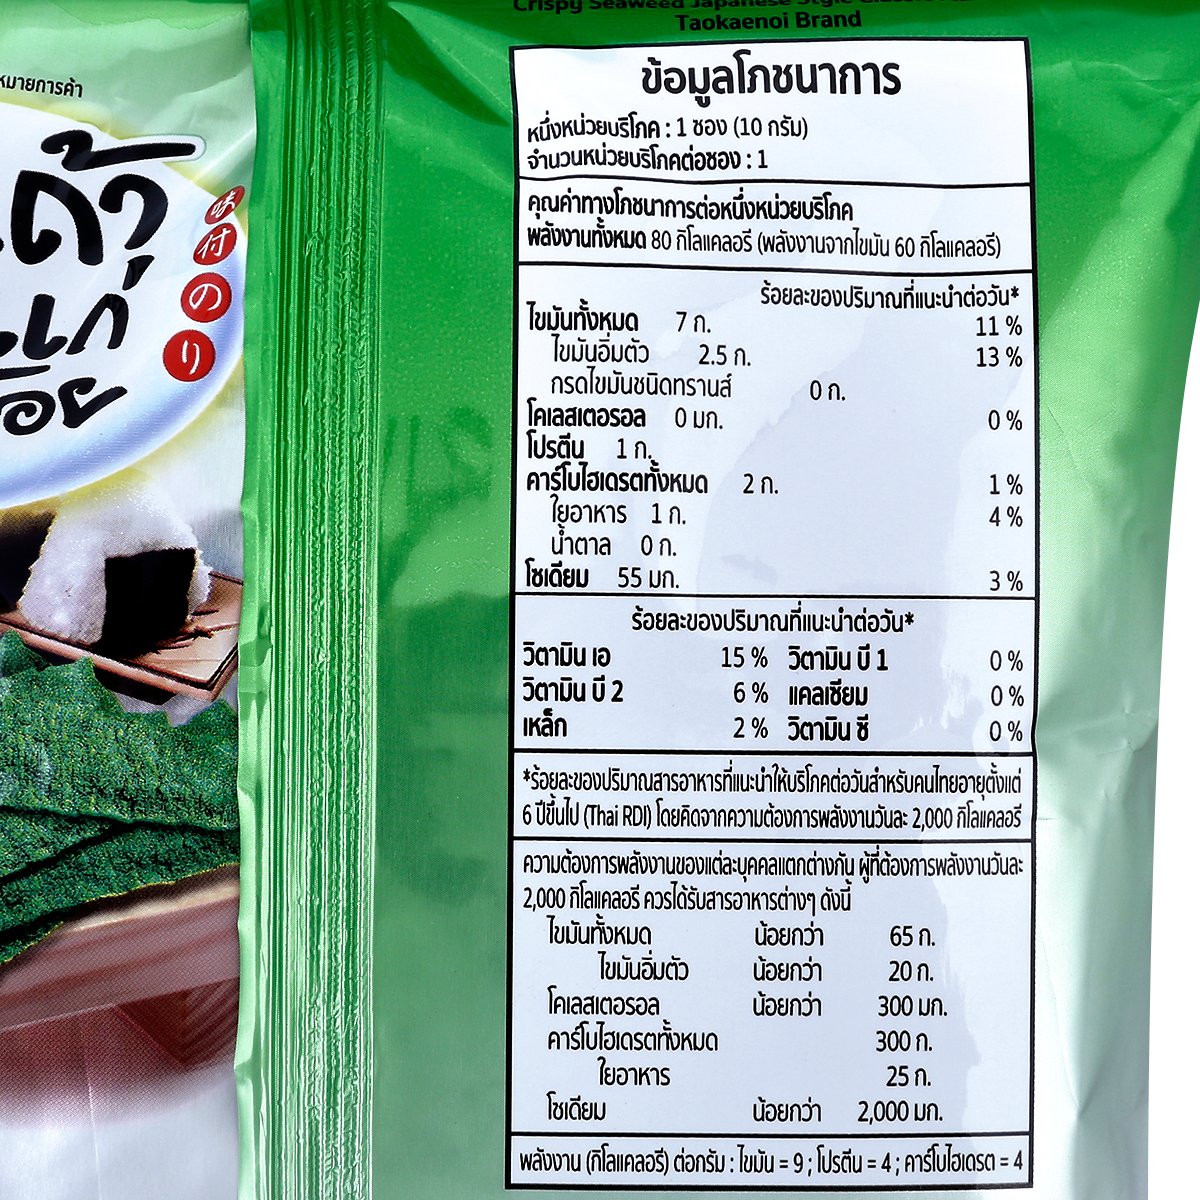 Crispy Seaweed Japanese Style
Taokaenoi Brand
หมายการค้า
味
付
の
り
ข้อมูลโภชนาการ
หนึ่งหน่วยบริโภค : 1 ซอง (10 กรัม)
จำนวนหน่วยบริโภคต่อซอง : 1
คุณค่าทางโภชนาการต่อหนึ่งหน่วยบริโภค
พลังงานทั้งหมด 80 กิโลแคลอรี (พลังงานจากไขมัน 60 กิโลแคลอรี)
ร้อยละของปริมาณที่แนะนำต่อวัน*
ไขมันทั้งหมด 7 ก. 11 %
ไขมันอิ่มตัว 2.5 ก. 13 %
กรดไขมันชนิดทรานส์ 0 ก.
โคเลสเตอรอล 0 มก. 0 %
โปรตีน 1 ก.
คาร์โบไฮเดรตทั้งหมด 2 ก. 1 %
ใยอาหาร 1 ก. 4 %
น้ำตาล 0 ก.
โซเดียม 55 มก. 3 %
ร้อยละของปริมาณที่แนะนำต่อวัน*
วิตามิน เอ 15 % วิตามิน บี 1 0 %
วิตามิน บี 2 6 % แคลเซียม 0 %
เหล็ก 2 % วิตามิน ซี 0 %
*ร้อยละของปริมาณสารอาหารที่แนะนำให้บริโภคต่อวันสำหรับคนไทยอายุตั้งแต่
6 ปีขึ้นไป (Thai RDI) โดยคิดจากความต้องการพลังงานวันละ 2,000 กิโลแคลอรี
ความต้องการพลังงานของแต่ละบุคคลแตกต่างกัน ผู้ที่ต้องการพลังงานวันละ
2,000 กิโลแคลอรี ควรได้รับสารอาหารต่างๆ ดังนี้
ไขมันทั้งหมด น้อยกว่า 65 ก.
ไขมันอิ่มตัว น้อยกว่า 20 ก.
โคเลสเตอรอล น้อยกว่า 300 มก.
คาร์โบไฮเดรตทั้งหมด 300 ก.
ใยอาหาร 25 ก.
โซเดียม น้อยกว่า 2,000 มก.
พลังงาน (กิโลแคลอรี) ต่อกรัม : ไขมัน = 9 ; โปรตีน = 4 ; คาร์โบไฮเดรต = 4